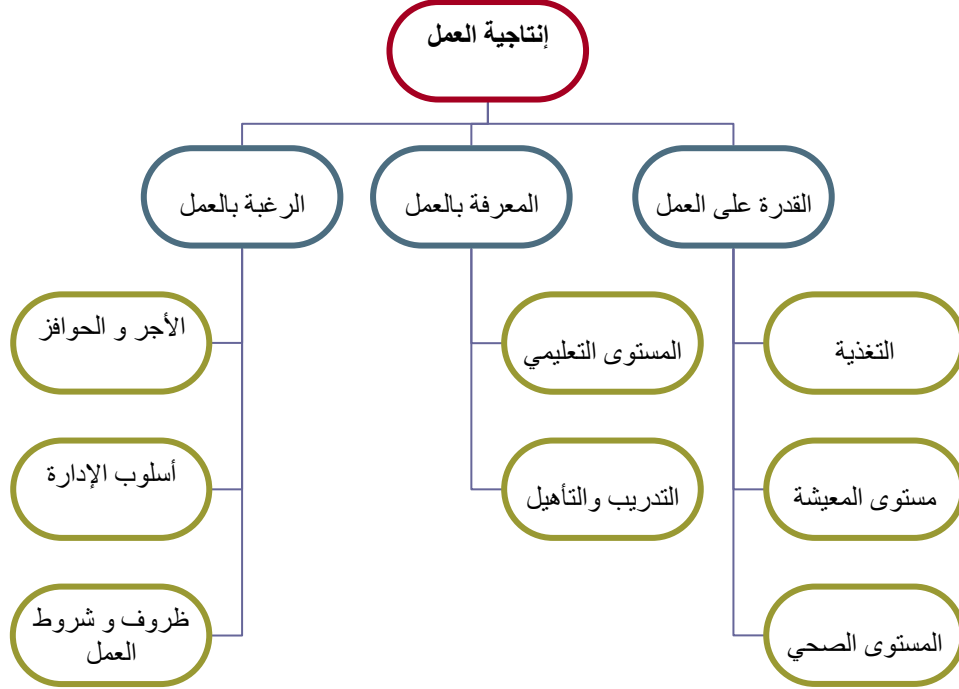 إنتاجية العمل
القدرة على العمل
المعرفة بالعمل
الرغبة بالعمل
التغذية
المستوى التعليمي
الأجر و الحوافز
مستوى المعيشة
التدريب والتأهيل
أسلوب الإدارة
المستوى الصحي
ظروف و شروط
العمل